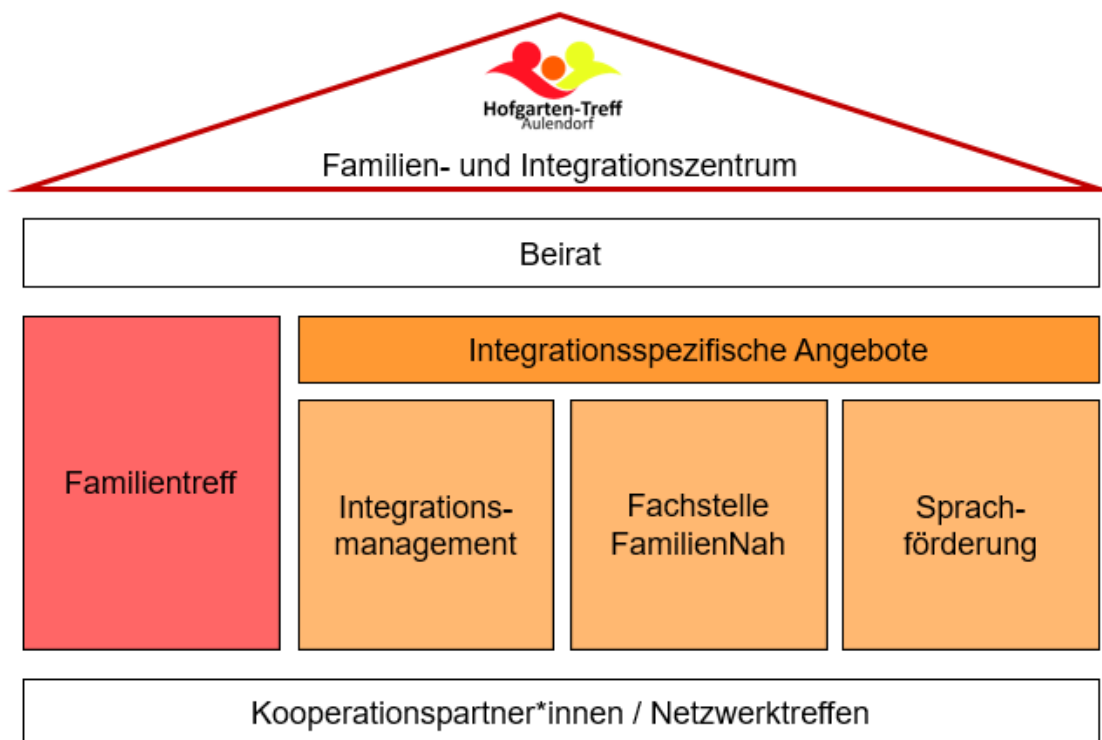 Hofgarten-Treff
Aulendorf
Familien- und Integrationszentrum
Beirat
Familientreff
Integrationsspezifische Angebote
Integrations-
management
Fachstelle
FamilienNah
Sprach-
förderung
Kooperationspartner*innen / Netzwerktreffen